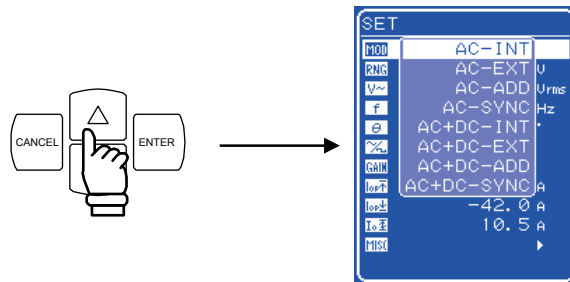 CANCEL
ENTER
SET
MOD AC-INT
RNG AC-EXT V
V~ AC-ADD Vrms
f AC-SYNC Hz
θ AC+DC-INT °
AC+DC-EXT
GAIN AC+DC-ADD
AC+DC-SYNC A
-42.0 A
10.5 A
MISC